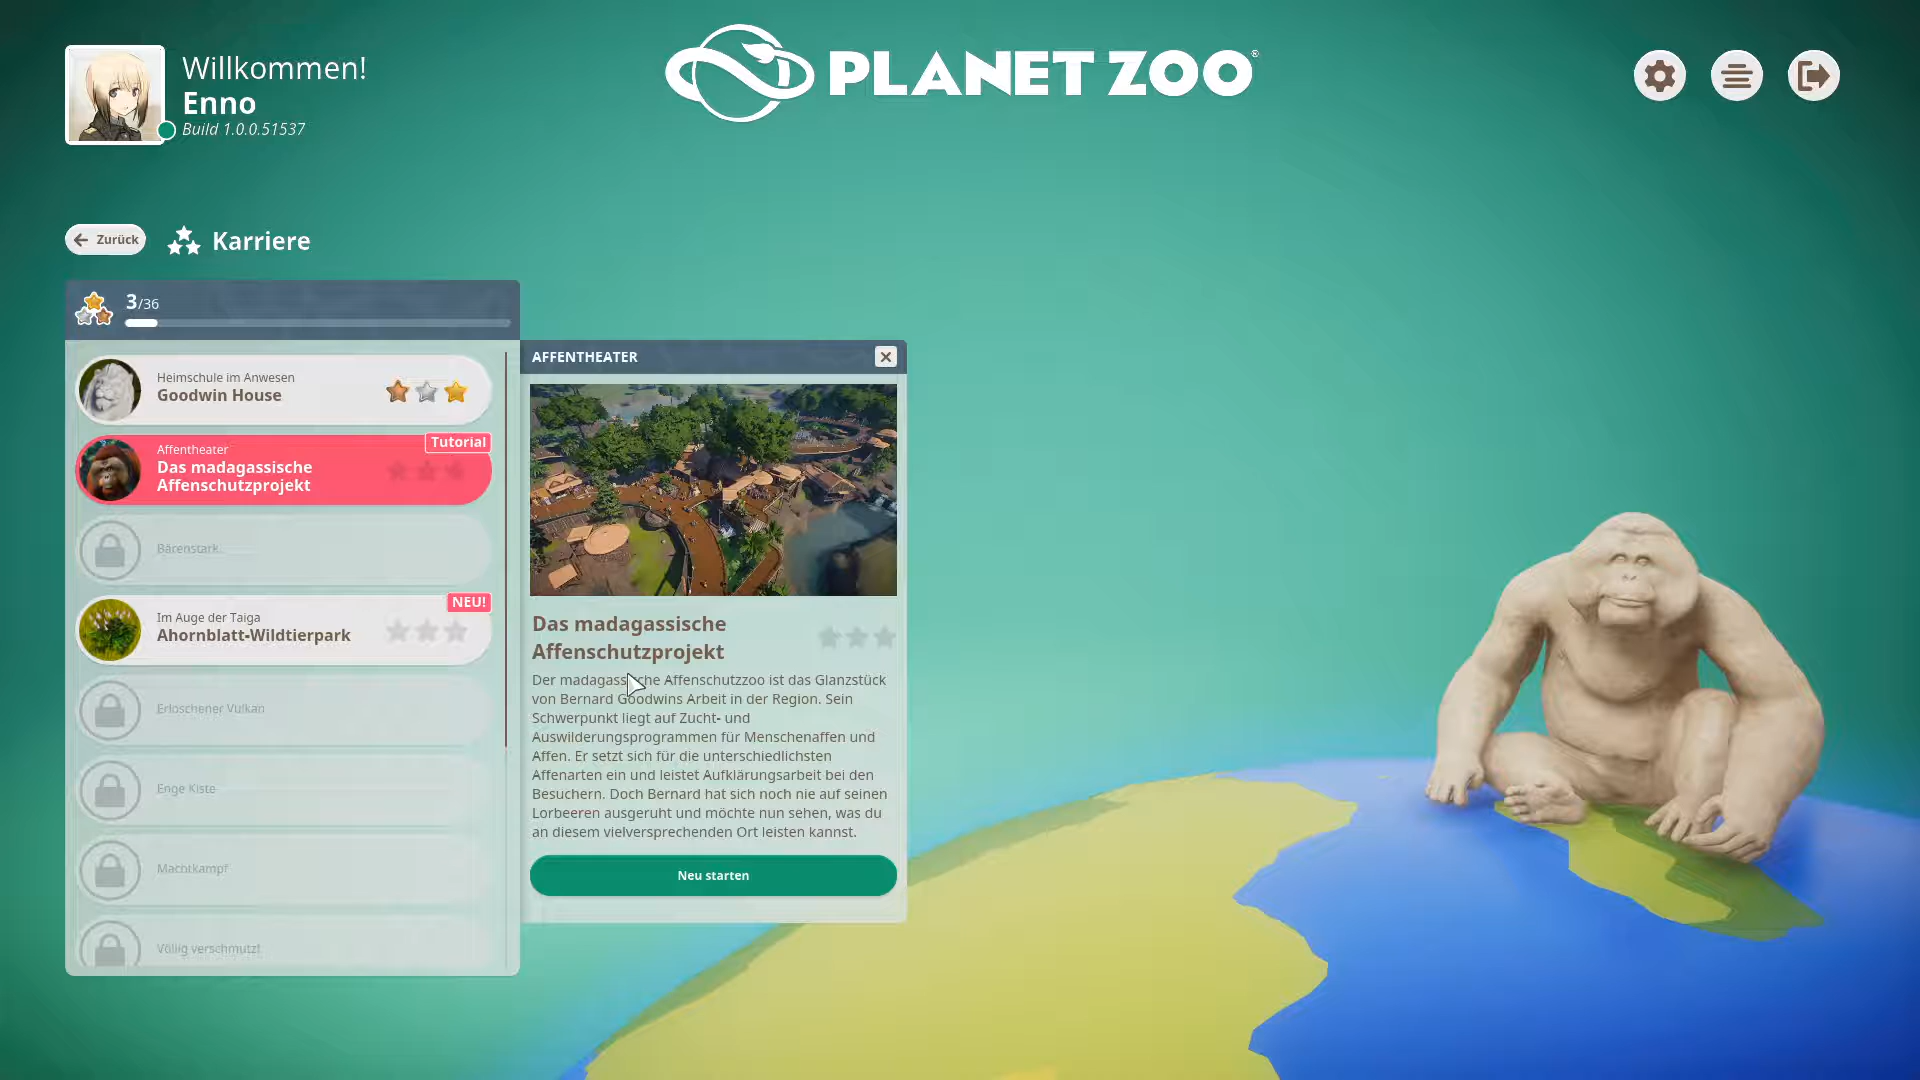 Willkommen!
Enno
Build 1.0.0.51537
PLANET ZOO®
Zurück
Karriere
3/36
Heimschule im Anwesen
Goodwin House
Tutorial
Affentheater
Das madagassische
Affenschutzprojekt
Bärenstark
NEU!
Im Auge der Taiga
Ahornblatt-Wildtierpark
Erloschener Vulkan
Enge Kiste
Machtkampf
Völlig verschmutzt
AFFENTHEATER
Das madagassische
Affenschutzprojekt
Der madagassische Affenschutzzoo ist das Glanzstück
von Bernard Goodwins Arbeit in der Region. Sein
Schwerpunkt liegt auf Zucht- und
Auswilderungsprogrammen für Menschenaffen und
Affen. Er setzt sich für die unterschiedlichsten
Affenarten ein und leistet Aufklärungsarbeit bei den
Besuchern. Doch Bernard hat sich noch nie auf seinen
Lorbeeren ausgeruht und möchte nun sehen, was du
an diesem vielversprechenden Ort leisten kannst.
Neu starten